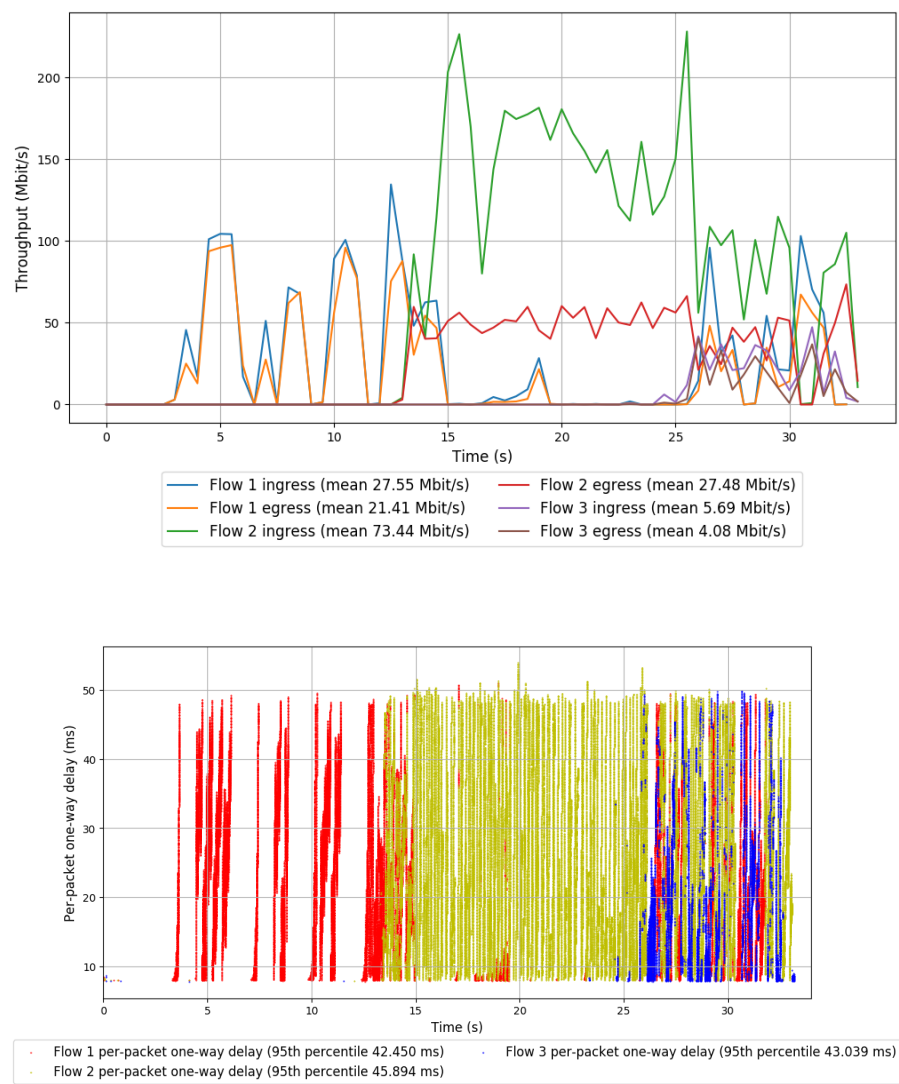 200
150
100
50
0
Throughput (Mbit/s)
0 5 10 15 20 25 30
Time (s)
Flow 1 ingress (mean 27.55 Mbit/s) Flow 2 egress (mean 27.48 Mbit/s)
Flow 1 egress (mean 21.41 Mbit/s) Flow 3 ingress (mean 5.69 Mbit/s)
Flow 2 ingress (mean 73.44 Mbit/s) Flow 3 egress (mean 4.08 Mbit/s)
50
40
30
20
10
Per-packet one-way delay (ms)
0 5 10 15 20 25 30
Time (s)
Flow 1 per-packet one-way delay (95th percentile 42.450 ms) Flow 3 per-packet one-way delay (95th percentile 43.039 ms)
Flow 2 per-packet one-way delay (95th percentile 45.894 ms)